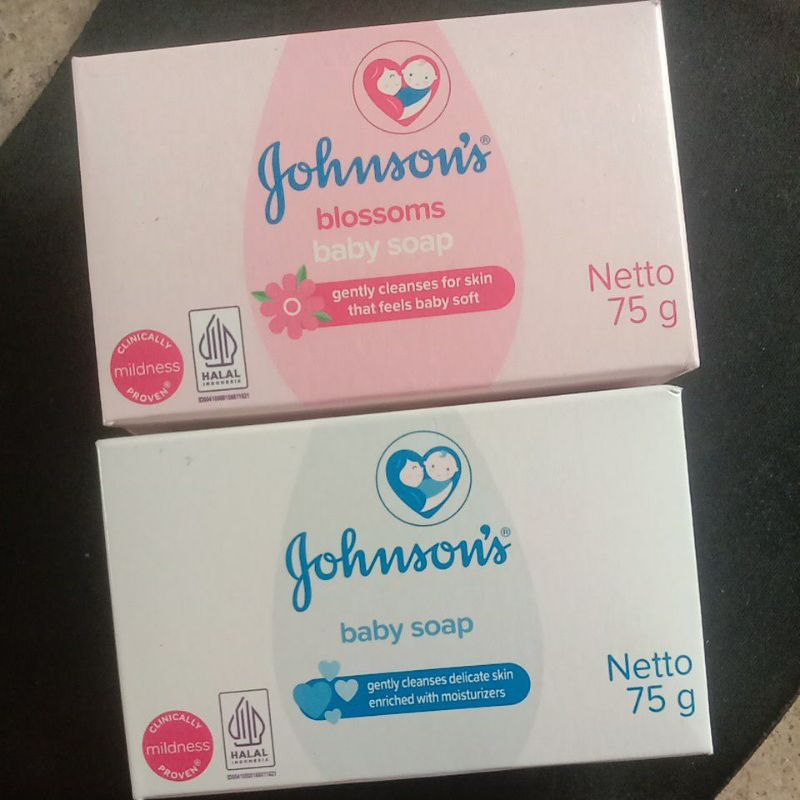 Johnson's®
blossoms
baby soap
gently cleanses for skin
that feels baby soft
Netto
75 g
CLINICALLY
mildness
PROVEN®
HALAL
INDONESIA
Johnson's®
baby soap
gently cleanses delicate skin
enriched with moisturizers
Netto
75 g
CLINICALLY
mildness
PROVEN®
HALAL
INDONESIA